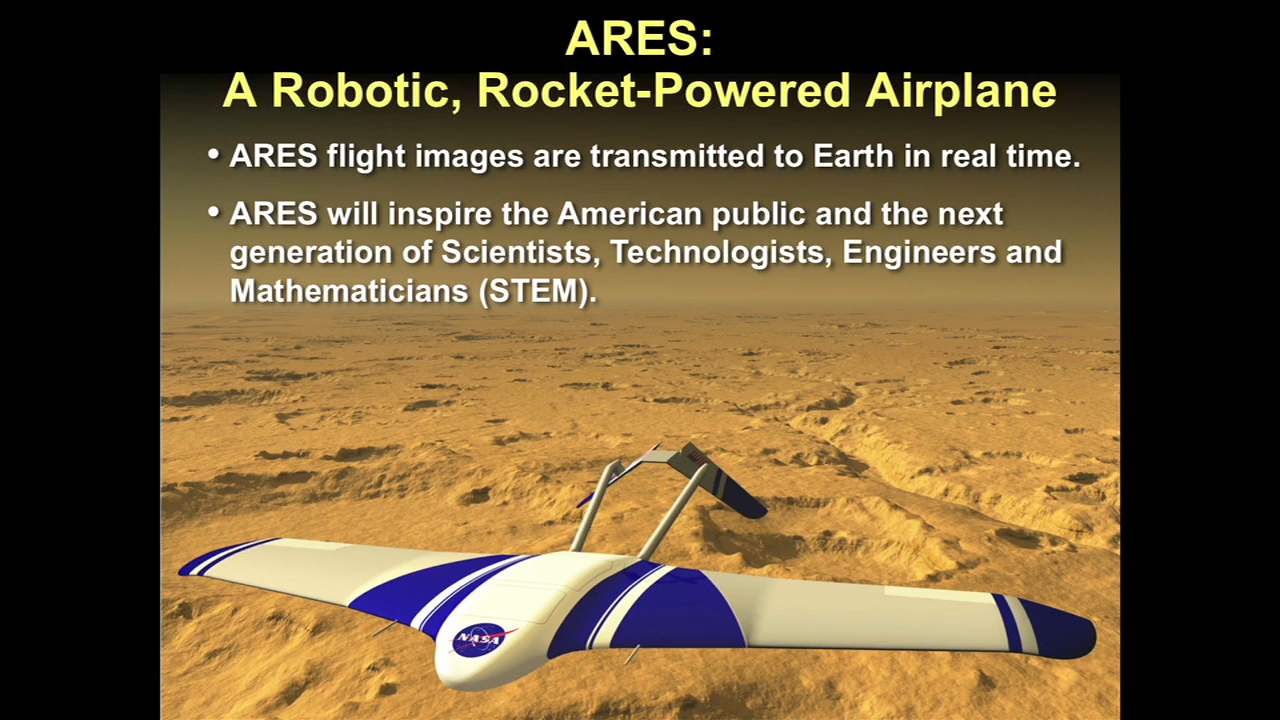 ARES:
A Robotic, Rocket-Powered Airplane
• ARES flight images are transmitted to Earth in real time.
• ARES will inspire the American public and the next
generation of Scientists, Technologists, Engineers and
Mathematicians (STEM).
NASA